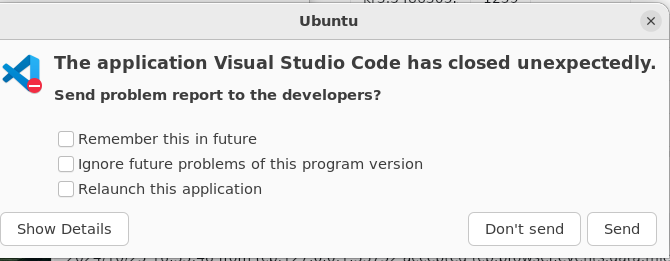 Ubuntu
The application Visual Studio Code has closed unexpectedly.
Send problem report to the developers?
Remember this in future
Ignore future problems of this program version
Relaunch this application
Show Details
Don't send
Send